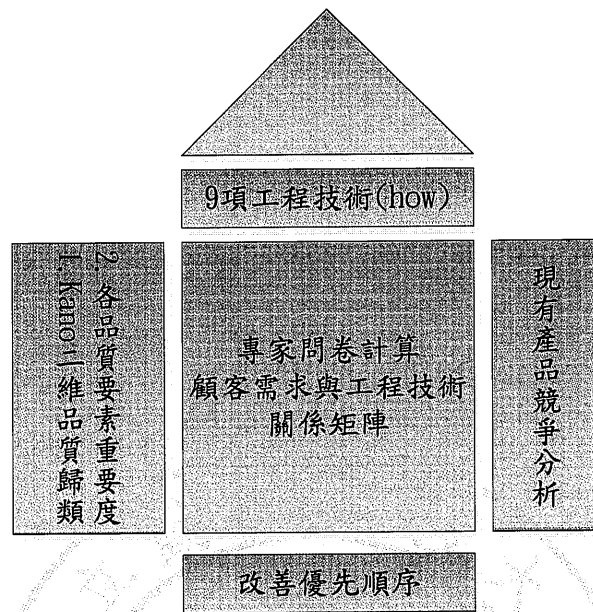 9項工程技術(how)
1. Kano二維品質歸類
2. 各品質要素重要度
專家問卷計算
顧客需求與工程技術
關係矩陣
現有產品競爭分析
改善優先順序